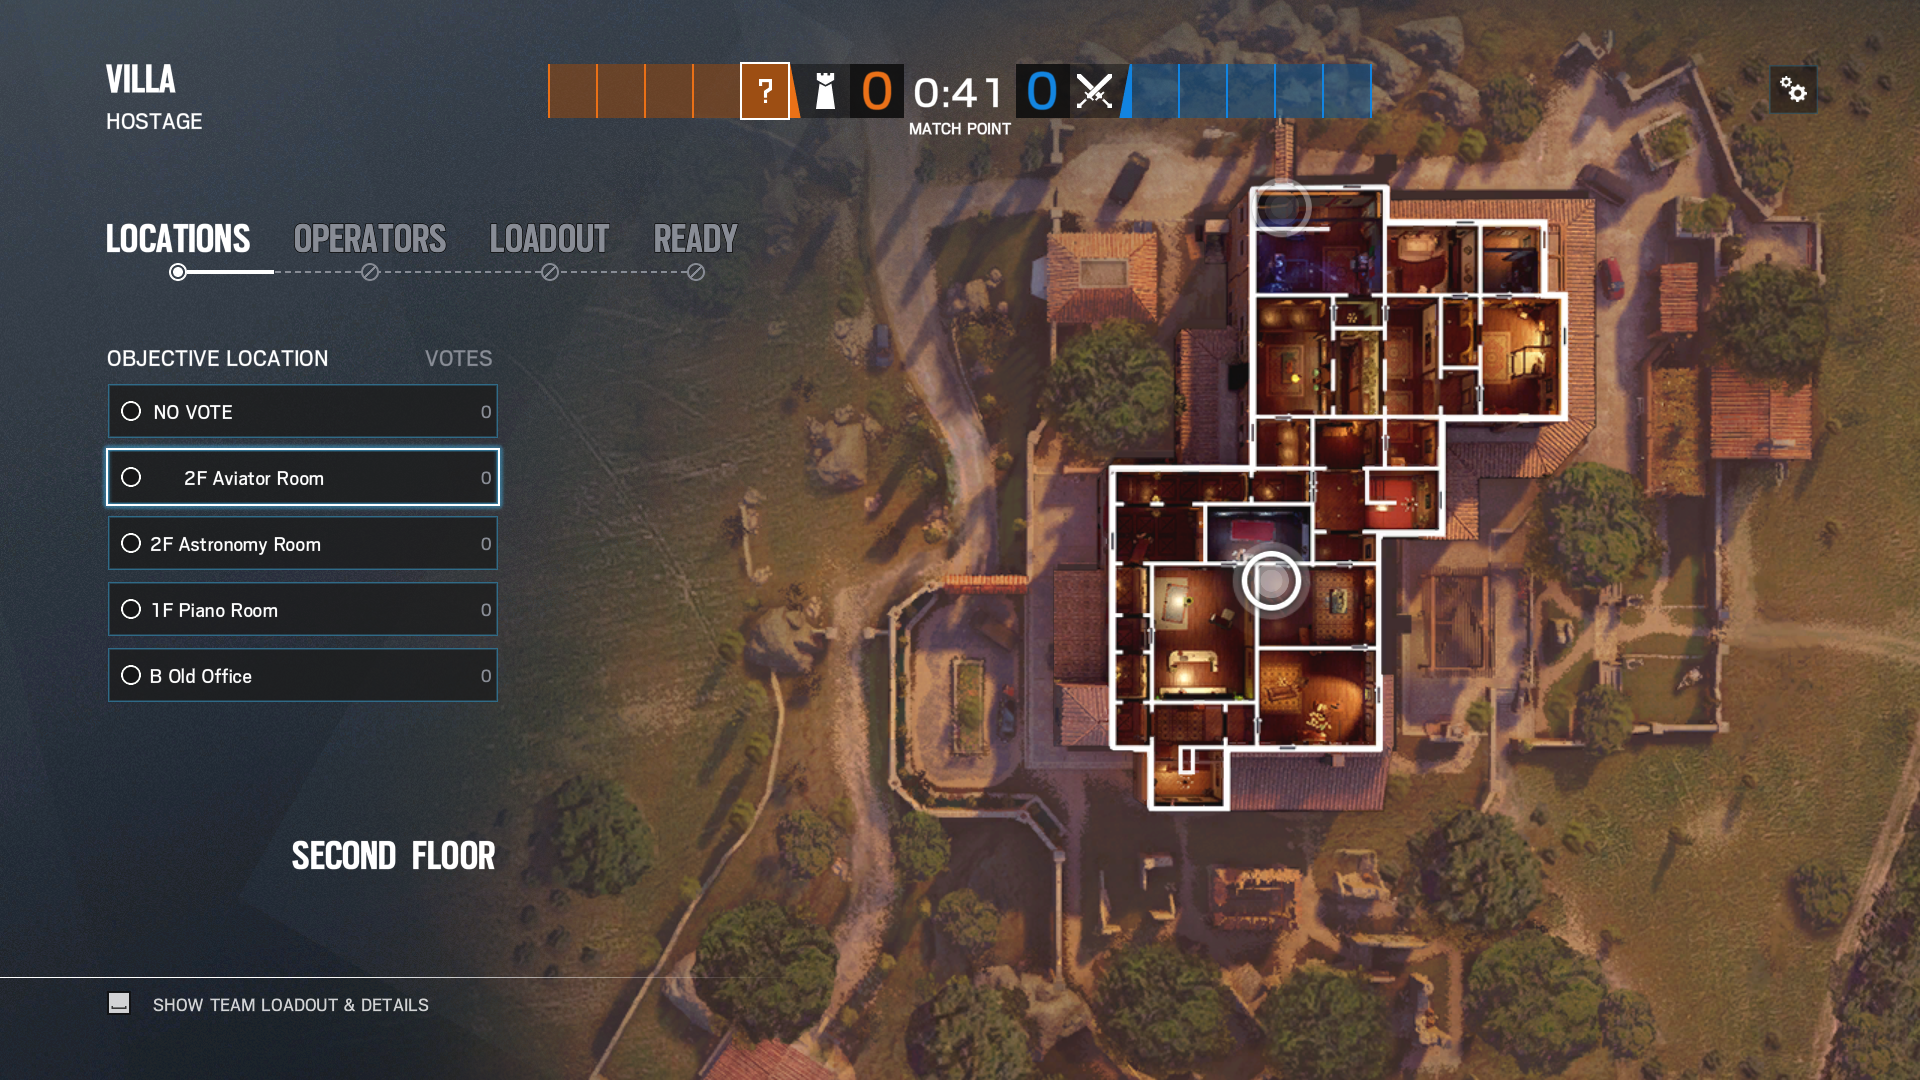 VILLA
HOSTAGE
?
0
0:41
0
MATCH POINT
LOCATIONS
OPERATORS
LOADOUT
READY
OBJECTIVE LOCATION
VOTES
NO VOTE
0
2F Aviator Room
0
2F Astronomy Room
0
1F Piano Room
0
B Old Office
0
SECOND FLOOR
SHOW TEAM LOADOUT & DETAILS